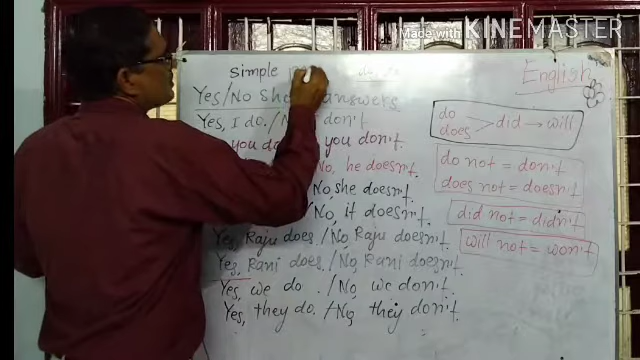 Made with KINEMASTER
Simple
English
Yes/No answers
Yes, I do. / don't
you you don't.
No, he doesn't.
No, she doesn't.
/No, it doesn't.
Yes, Raju does /No, Raju doesn't.
Yes, Rani does. /No, Rani doesn't.
Yes, we do. /No, we don't.
Yes, they do. /No, they don't.
do
does > did → will
do not = don't
does not = doesn't
did not = didn't
will not = won't